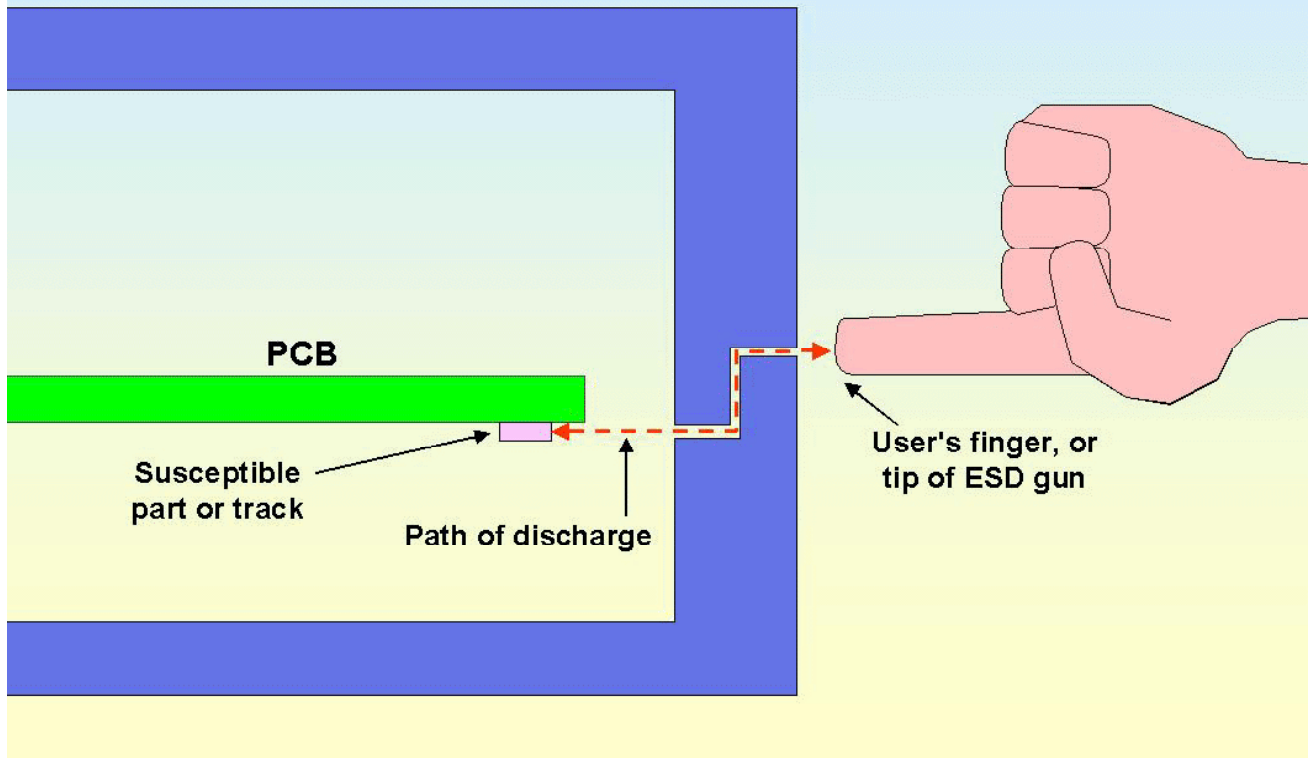 PCB
Susceptible
part or track
Path of discharge
User's finger, or
tip of ESD gun